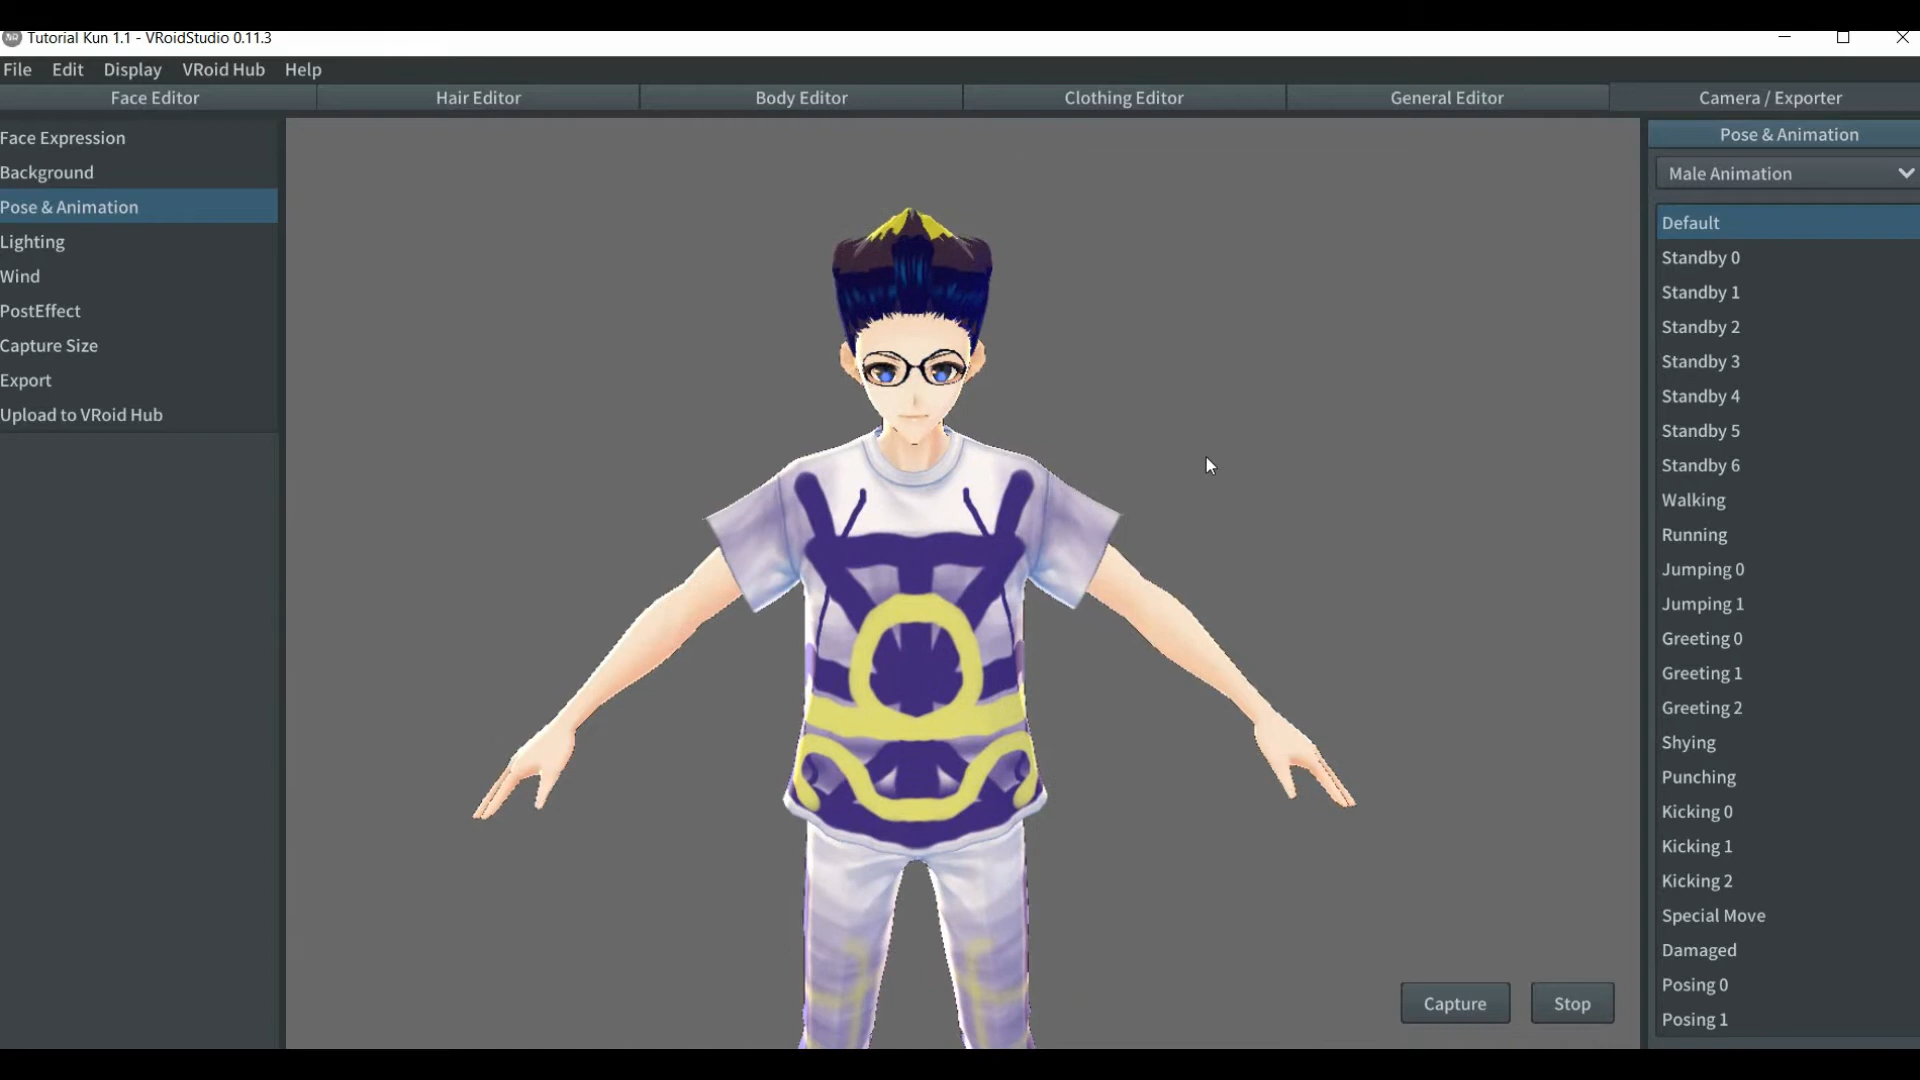 Tutorial Kun 1.1 - VRoidStudio 0.11.3
File Edit Display VRoid Hub Help
Face Editor Hair Editor Body Editor Clothing Editor General Editor Camera / Exporter
Face Expression
Background
Pose & Animation
Lighting
Wind
PostEffect
Capture Size
Export
Upload to VRoid Hub
Pose & Animation
Male Animation
Default
Standby 0
Standby 1
Standby 2
Standby 3
Standby 4
Standby 5
Standby 6
Walking
Running
Jumping 0
Jumping 1
Greeting 0
Greeting 1
Greeting 2
Shying
Punching
Kicking 0
Kicking 1
Kicking 2
Special Move
Damaged
Posing 0
Posing 1
Capture Stop